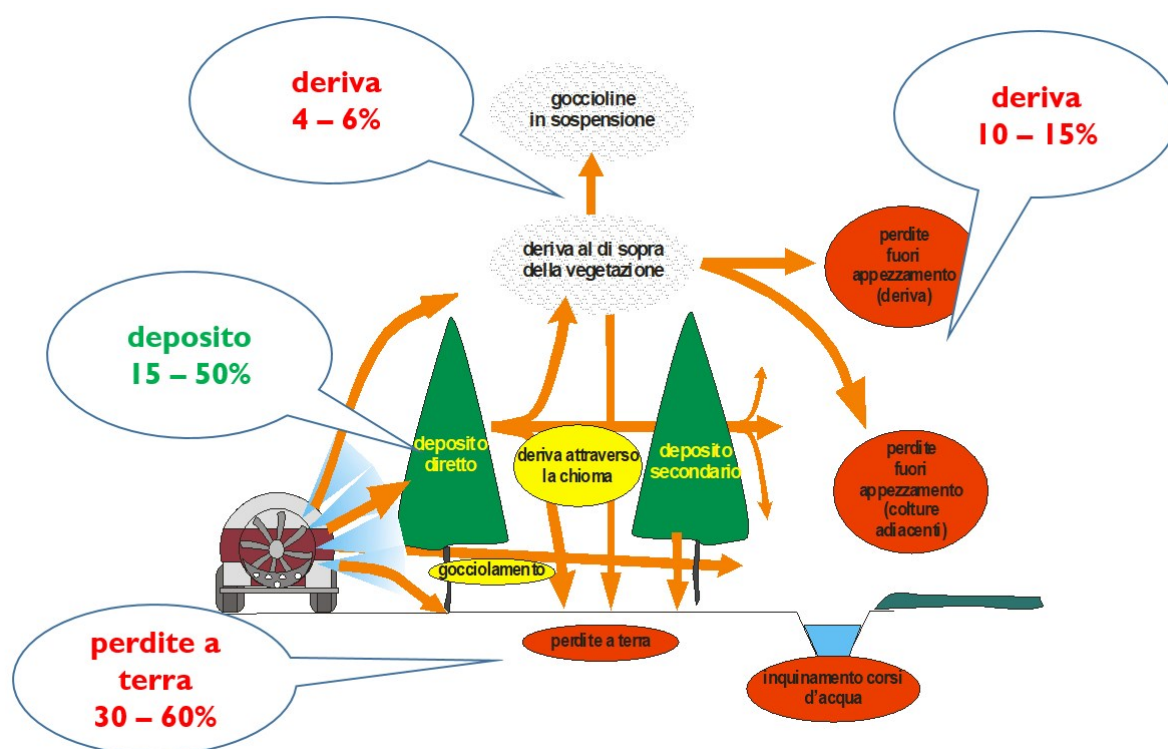 deriva
4 – 6%
goccioline
in sospensione
deriva
10 – 15%
deriva al di sopra
della vegetazione
perdite
fuori
appezzamento
(deriva)
deposito
15 – 50%
deposito
diretto
deriva attraverso
la chioma
deposito
secondario
perdite
fuori
appezzamento
(colture
adiacenti)
gocciolamento
perdite a terra
perdite a
terra
30 – 60%
inquinamento corsi
d'acqua